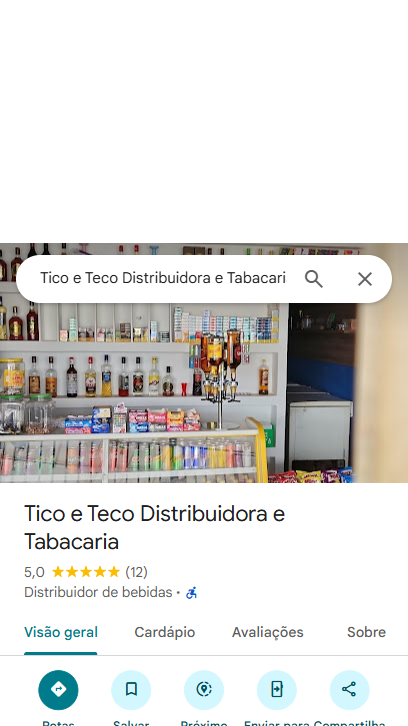 Tico e Teco Distribuidora e Tabacari
Tico e Teco Distribuidora e
Tabacaria
5,0 (12)
Distribuidor de bebidas ·
Visão geral Cardápio Avaliações Sobre
Rotas Salvar Próximo Enviar para Compartilha